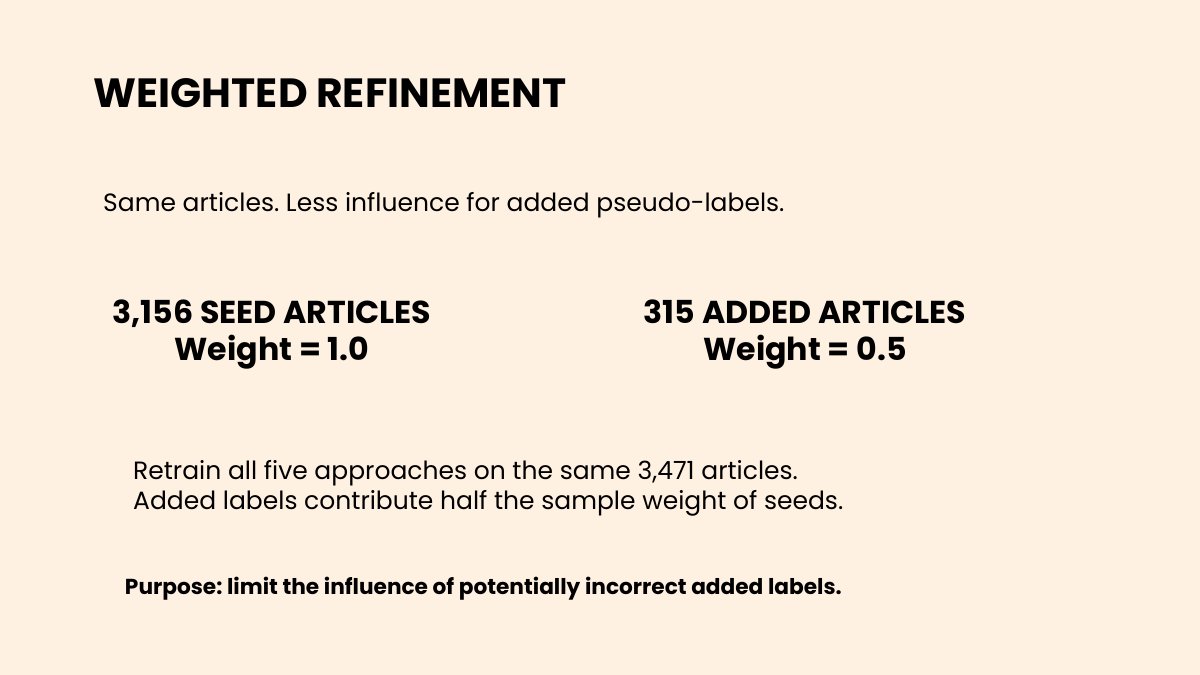 WEIGHTED REFINEMENT
Same articles. Less influence for added pseudo-labels.
3,156 SEED ARTICLES
Weight = 1.0
315 ADDED ARTICLES
Weight = 0.5
Retrain all five approaches on the same 3,471 articles.
Added labels contribute half the sample weight of seeds.
Purpose: limit the influence of potentially incorrect added labels.